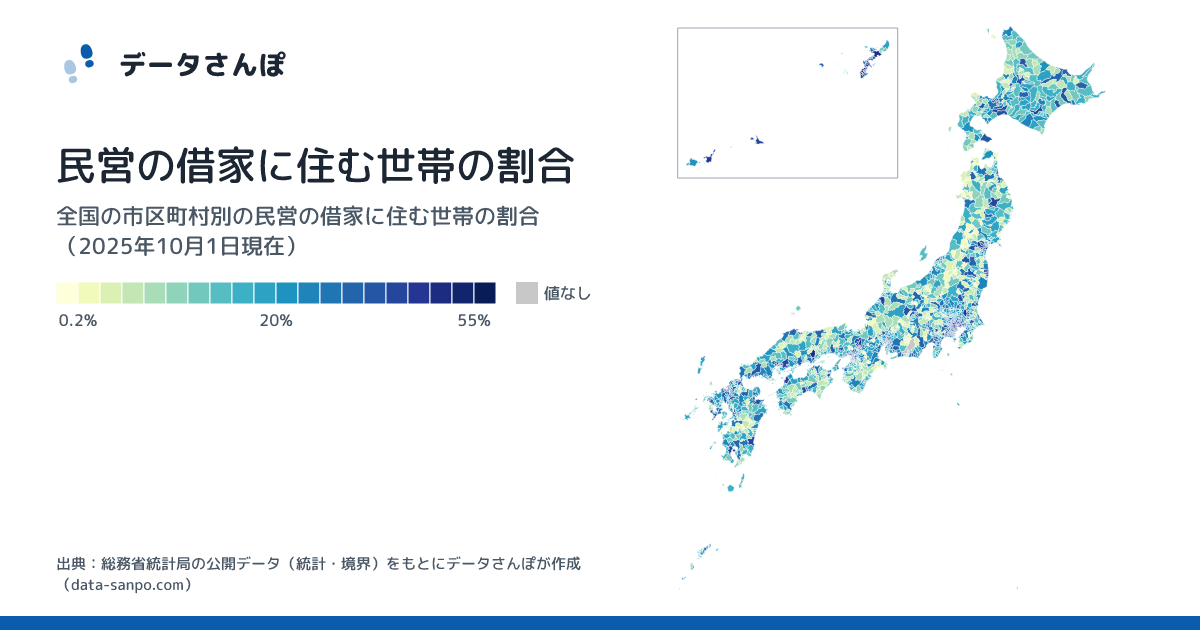 データさんぽ
民営の借家に住む世帯の割合
全国の市区町村別の民営の借家に住む世帯の割合
（2025年10月1日現在）
値なし
0.2% 20% 55%
出典：総務省統計局の公開データ（統計・境界）をもとにデータさんぽが作成
（data-sanpo.com）